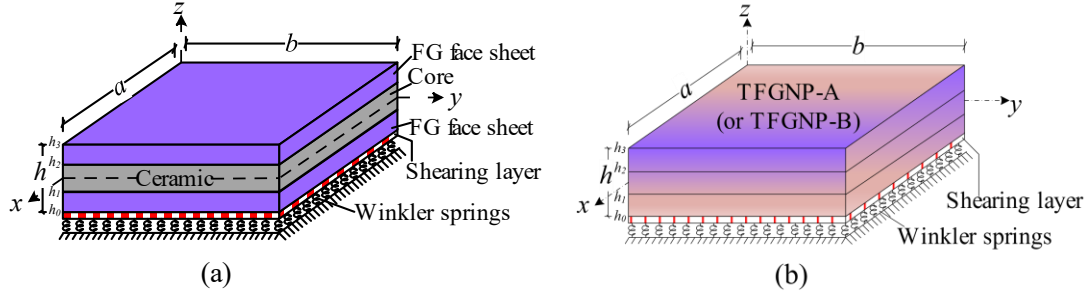 z
b
FG face sheet
Core
a
y
FG face sheet
h3
h2
h
h1
h0
Ceramic
Shearing layer
x
Winkler springs
(a)
z
b
a
TFGNP-A
(or TFGNP-B)
y
h3
h2
h
h1
h0
x
Shearing layer
Winkler springs
(b)